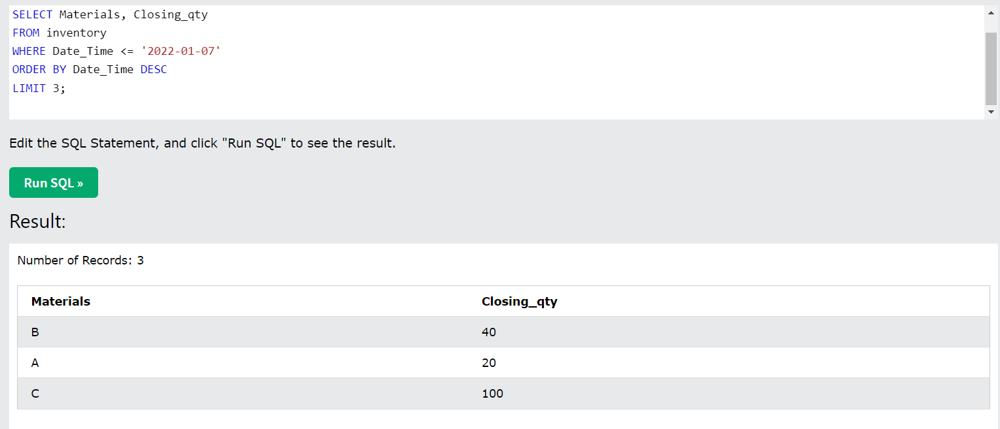 SELECT Materials, Closing_qty
FROM inventory
WHERE Date_Time <= '2022-01-07'
ORDER BY Date_Time DESC
LIMIT 3;
Edit the SQL Statement, and click "Run SQL" to see the result.
Run SQL »
Result:
Number of Records: 3
Materials Closing_qty
B 40
A 20
C 100